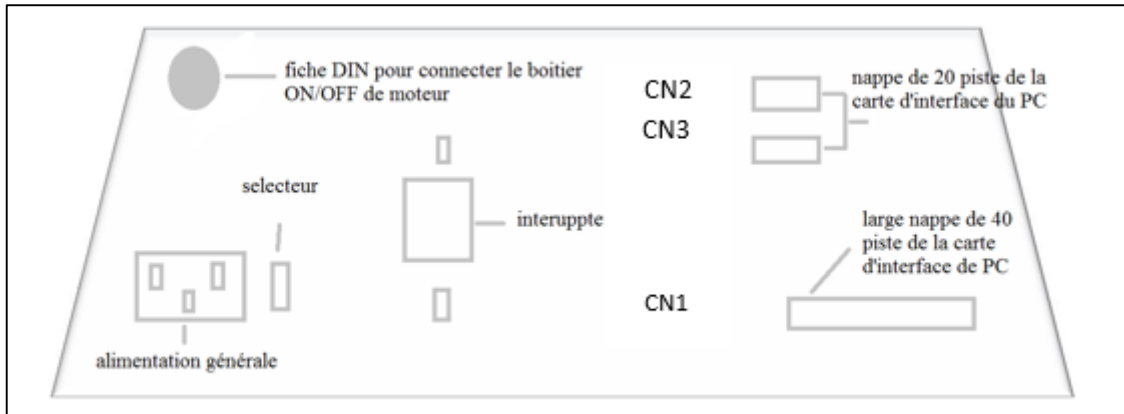 fiche DIN pour connecter le boitier
ON/OFF de moteur
CN2
CN3
nappe de 20 piste de la
carte d'interface du PC
selecteur
interuppte
large nappe de 40
piste de la carte
d'interface de PC
CN1
alimentation générale